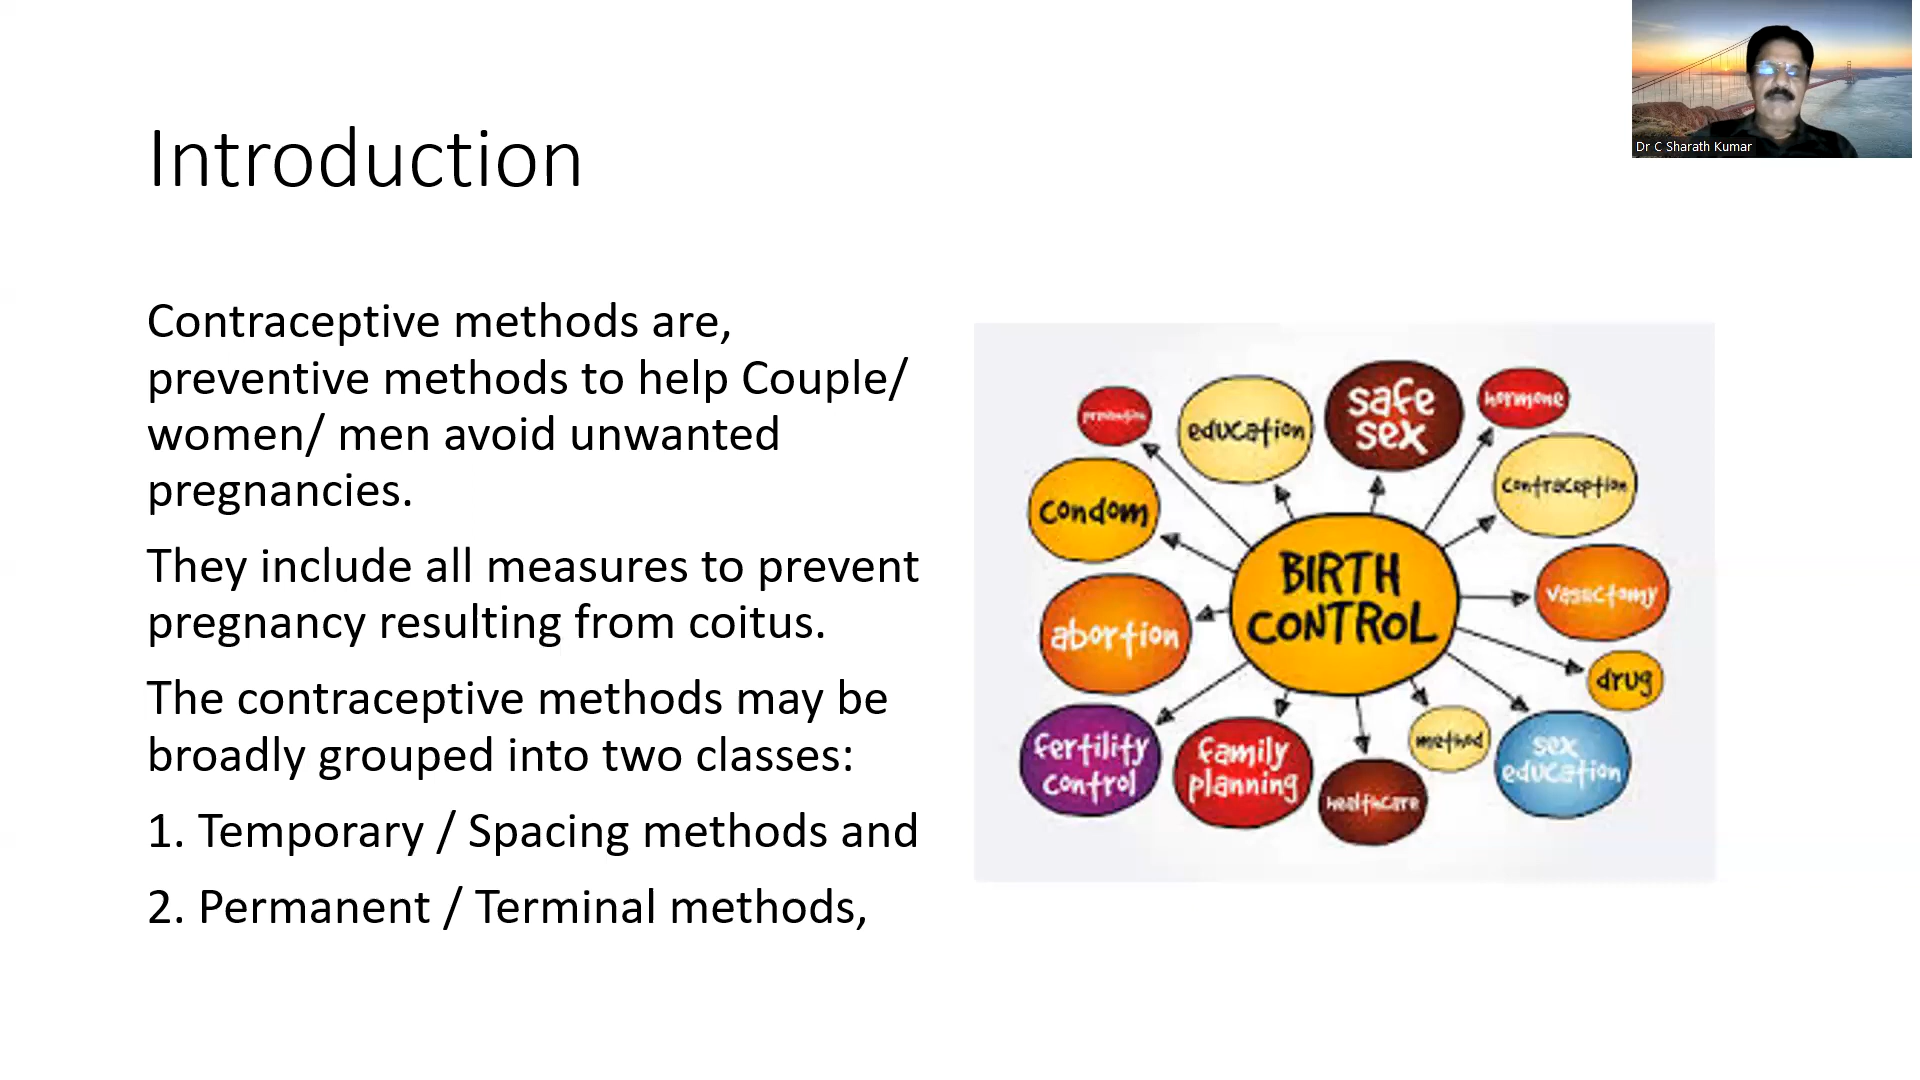 Dr C Sharath Kumar
Introduction
Contraceptive methods are,
preventive methods to help Couple/
women/ men avoid unwanted
pregnancies.
They include all measures to prevent
pregnancy resulting from coitus.
The contraceptive methods may be
broadly grouped into two classes:
1. Temporary / Spacing methods and
2. Permanent / Terminal methods,
prevention
education
safe
sex
hormone
condom
contraception
BIRTH
CONTROL
abortion
vasectomy
drug
fertility
control
family
planning
healthcare
method
sex
education